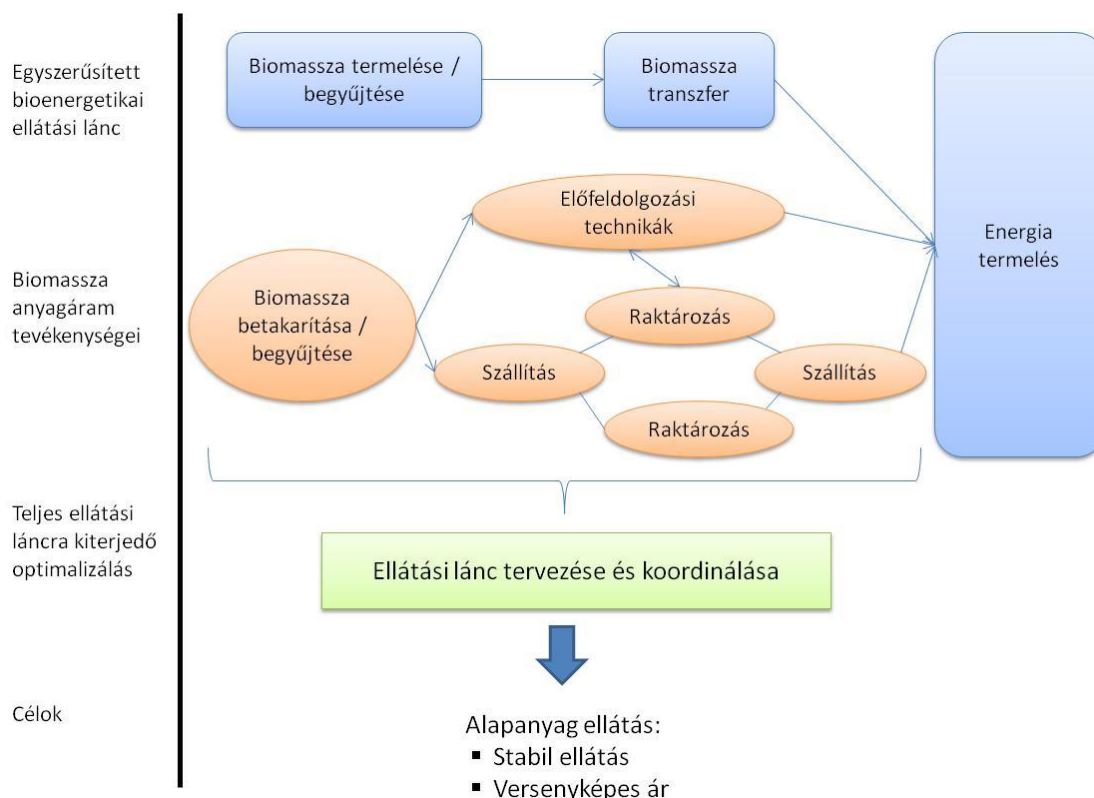 Egyszerűsített
bioenergetikai
ellátási lánc
Biomassza termelése /
begyűjtése
Biomassza
transzfer
Energia
termelés
Biomassza
anyagáram
tevékenységei
Biomassza
betakarítása /
begyűjtése
Előfeldolgozási
technikák
Raktározás
Szállítás
Szállítás
Raktározás
Teljes ellátási
láncra kiterjedő
optimalizálás
Ellátási lánc tervezése és koordinálása
Célok
Alapanyag ellátás:
▪ Stabil ellátás
▪ Versenyképes ár